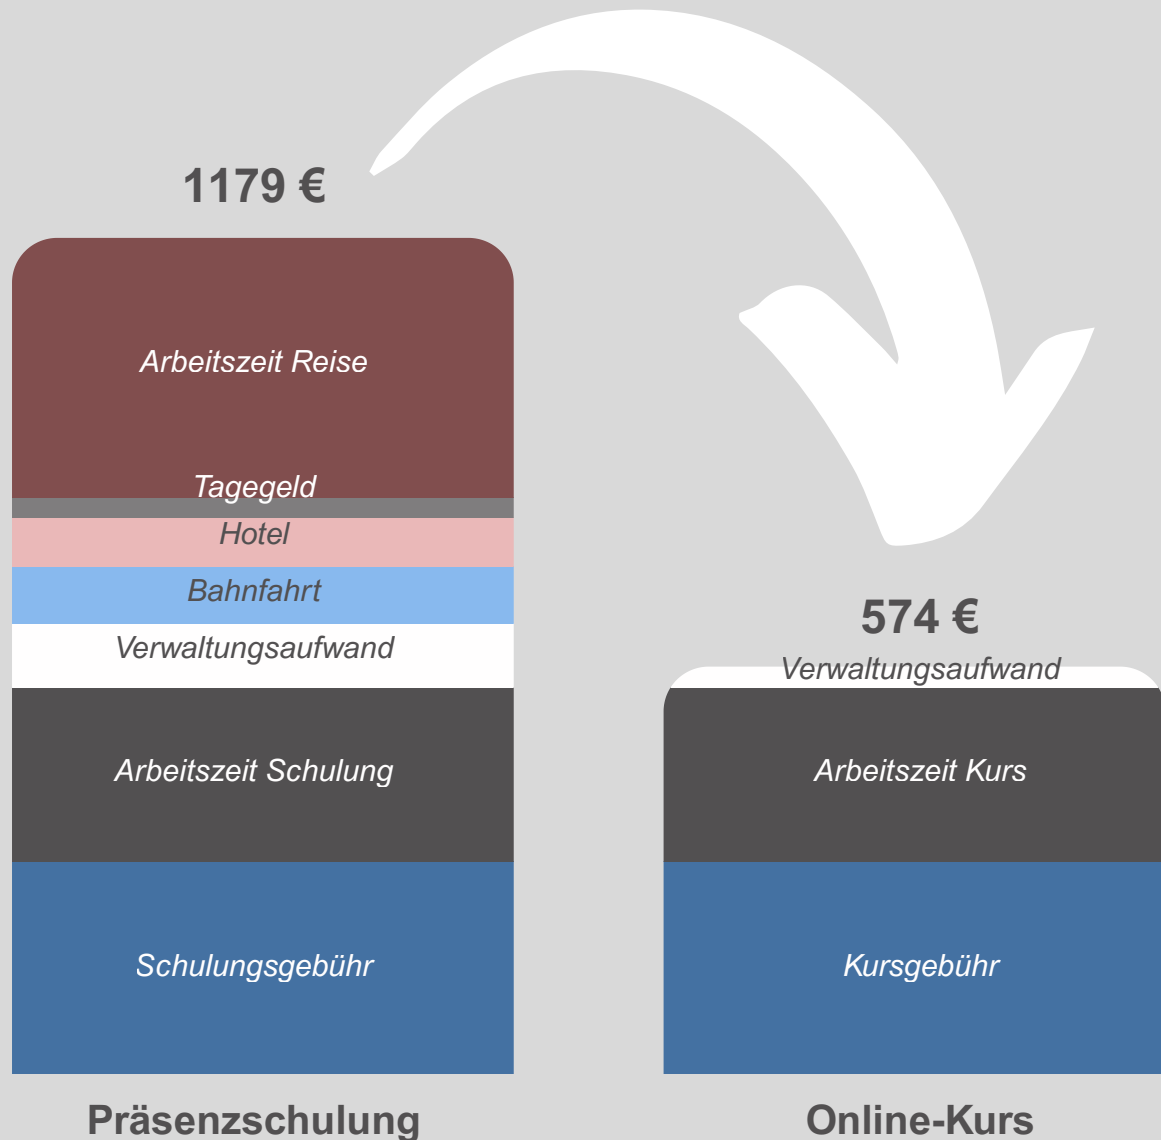 1179 €
Arbeitszeit Reise
Tagegeld
Hotel
Bahnfahrt
Verwaltungsaufwand
Arbeitszeit Schulung
Schulungsgebühr
Präsenzschulung
574 €
Verwaltungsaufwand
Arbeitszeit Kurs
Kursgebühr
Online-Kurs